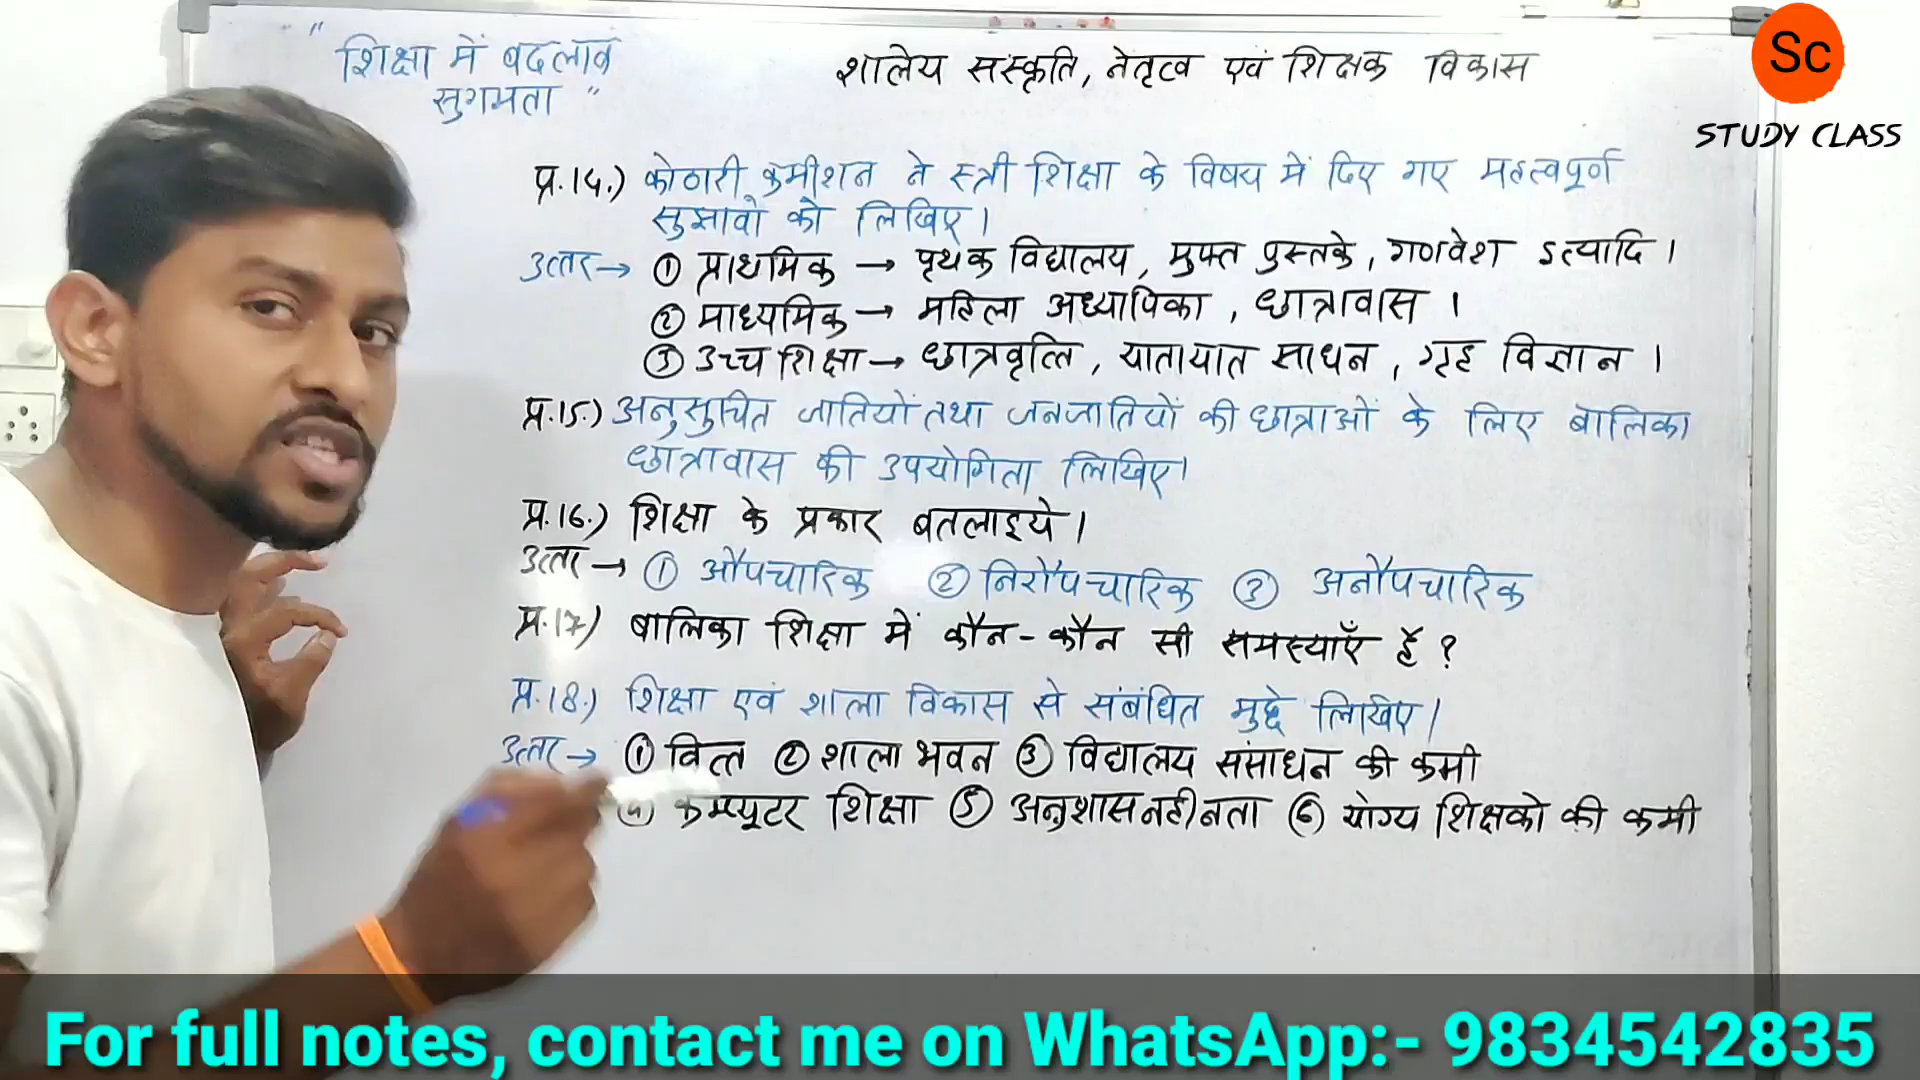 " शिक्षा में बदलाव
सुगमता "
शालेय संस्कृति, नेतृत्व एवं शिक्षक विकास
Sc
STUDY CLASS
प्र.14.) कोठारी कमीशन ने स्त्री शिक्षा के विषय में दिए गए महत्वपूर्ण
सुझावों को लिखिए।
उत्तर → ① प्राथमिक → पृथक विद्यालय, मुफ्त पुस्तके, गणवेश इत्यादि।
② माध्यमिक → महिला अध्यापिका, छात्रावास।
③ उच्च शिक्षा → छात्रवृत्ति, यातायात साधन, गृह विज्ञान।
प्र.15.) अनुसुचित जातियों तथा जनजातियों की छात्राओं के लिए बालिका
छात्रावास की उपयोगिता लिखिए।
प्र.16.) शिक्षा के प्रकार बतलाइये।
उत्तर → ① औपचारिक ② निरौपचारिक ③ अनौपचारिक
प्र.17) बालिका शिक्षा में कौन-कौन सी समस्याएँ हैं?
प्र.18.) शिक्षा एवं शाला विकास से संबंधित मुद्दे लिखिए।
उत्तर → ① वित्त ② शाला भवन ③ विद्यालय संसाधन की कमी
④ कम्प्यूटर शिक्षा ⑤ अनुशासनहीनता ⑥ योग्य शिक्षको की कमी
For full notes, contact me on WhatsApp:- 9834542835